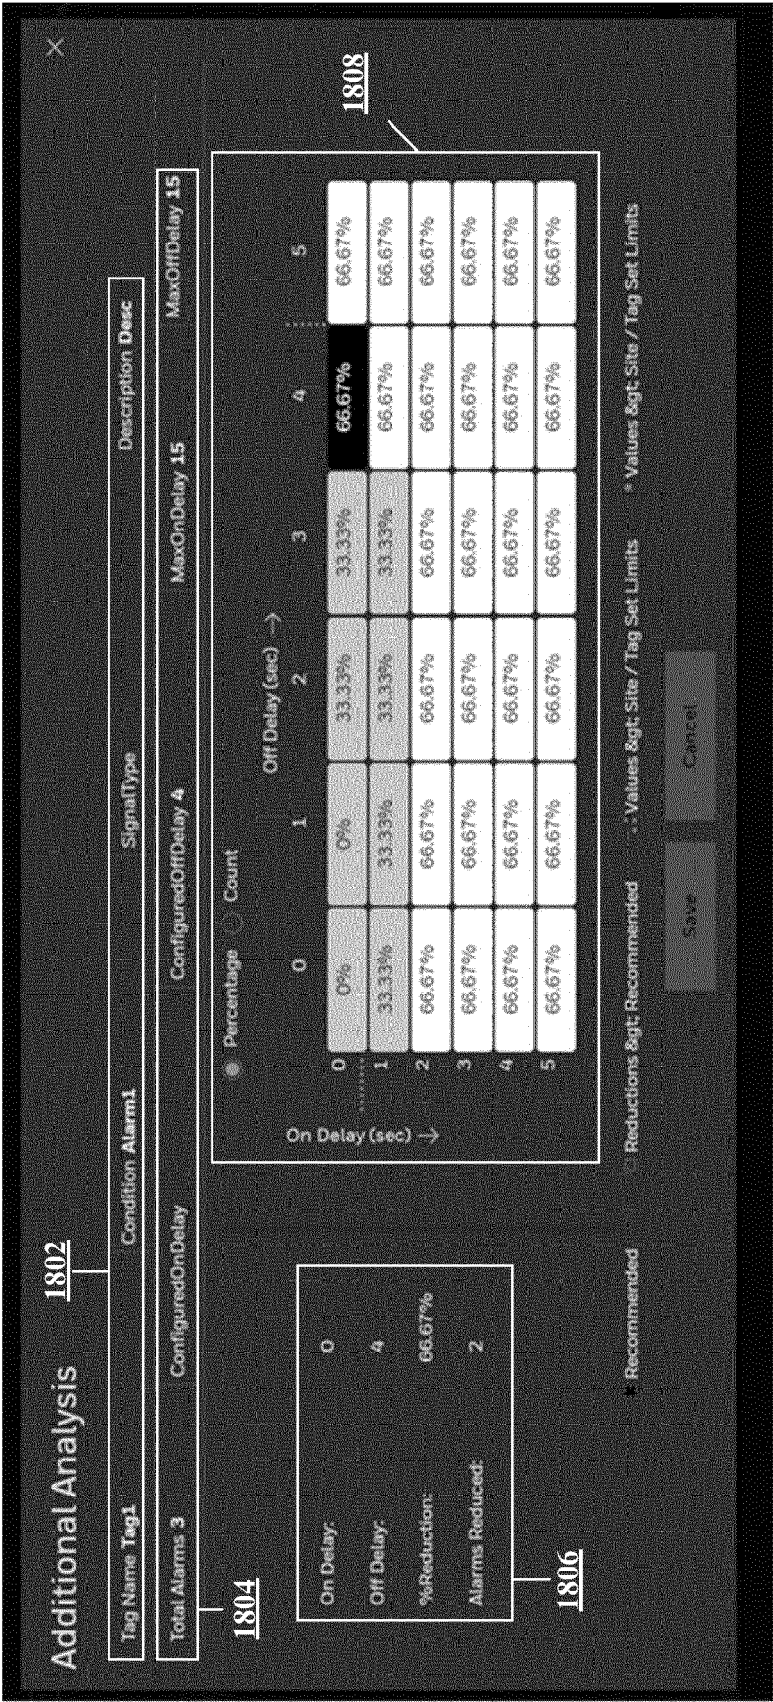 Additional Analysis ×
1802
Tag Name Tag1 Condition Alarm1 SignalType Description Desc
Total Alarms 3 ConfiguredOnDelay ConfiguredOffDelay 4 MaxOnDelay 15 MaxOffDelay 15
1804
1808
Percentage Count
Off Delay (sec) →
On Delay (sec) →
0 1 2 3 4 5
0 0% 0% 33.33% 33.33% 66.67% 66.67%
1 33.33% 33.33% 33.33% 33.33% 66.67% 66.67%
2 66.67% 66.67% 66.67% 66.67% 66.67% 66.67%
3 66.67% 66.67% 66.67% 66.67% 66.67% 66.67%
4 66.67% 66.67% 66.67% 66.67% 66.67% 66.67%
5 66.67% 66.67% 66.67% 66.67% 66.67% 66.67%
On Delay: 0
Off Delay: 4
%Reduction: 66.67%
Alarms Reduced: 2
1806
Recommended Reductions &gt; Recommended Values &gt; Site / Tag Set Limits * Values &gt; Site / Tag Set Limits
Save Cancel